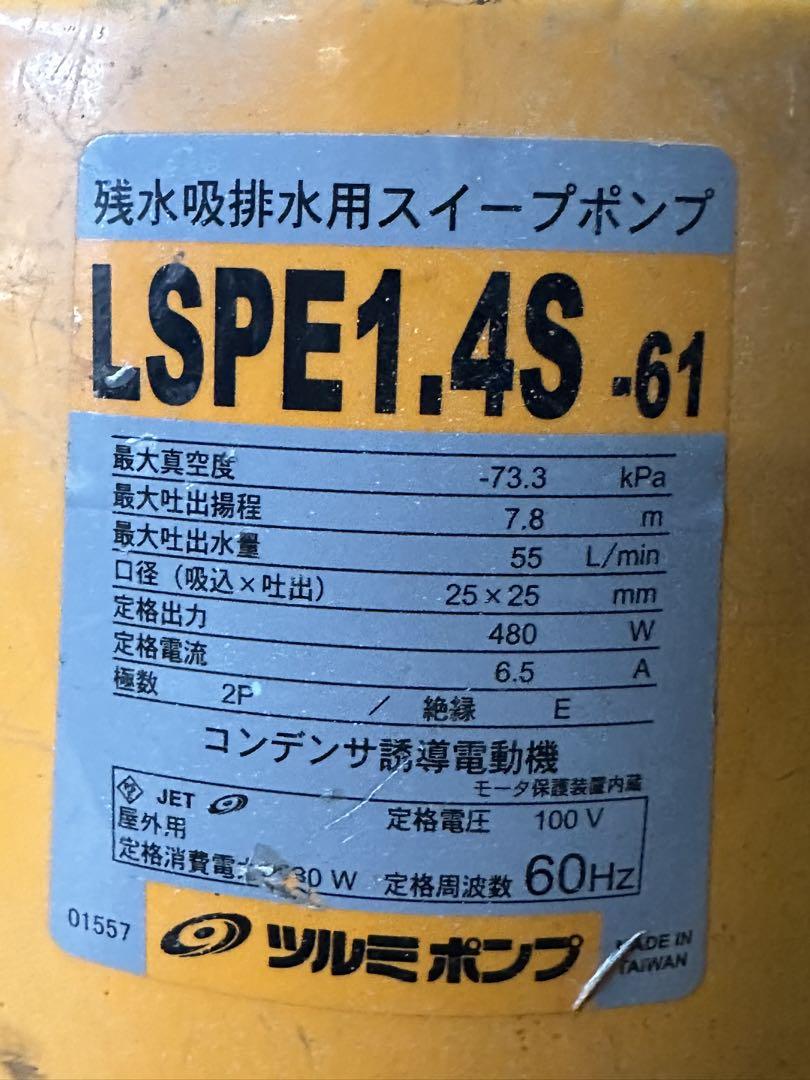 残水吸排水用スイープポンプ
LSPE1.4S -61
最大真空度 -73.3 kPa
最大吐出揚程 7.8 m
最大吐出水量 55 L/min
口径（吸込×吐出） 25×25 mm
定格出力 480 W
定格電流 6.5 A
極数 2P / 絶縁 E
コンデンサ誘導電動機
モータ保護装置内蔵
JET
屋外用 定格電圧 100 V
定格消費電 W 定格周波数 60Hz
01557 ツルミポンプ
MADE IN
TAIWAN